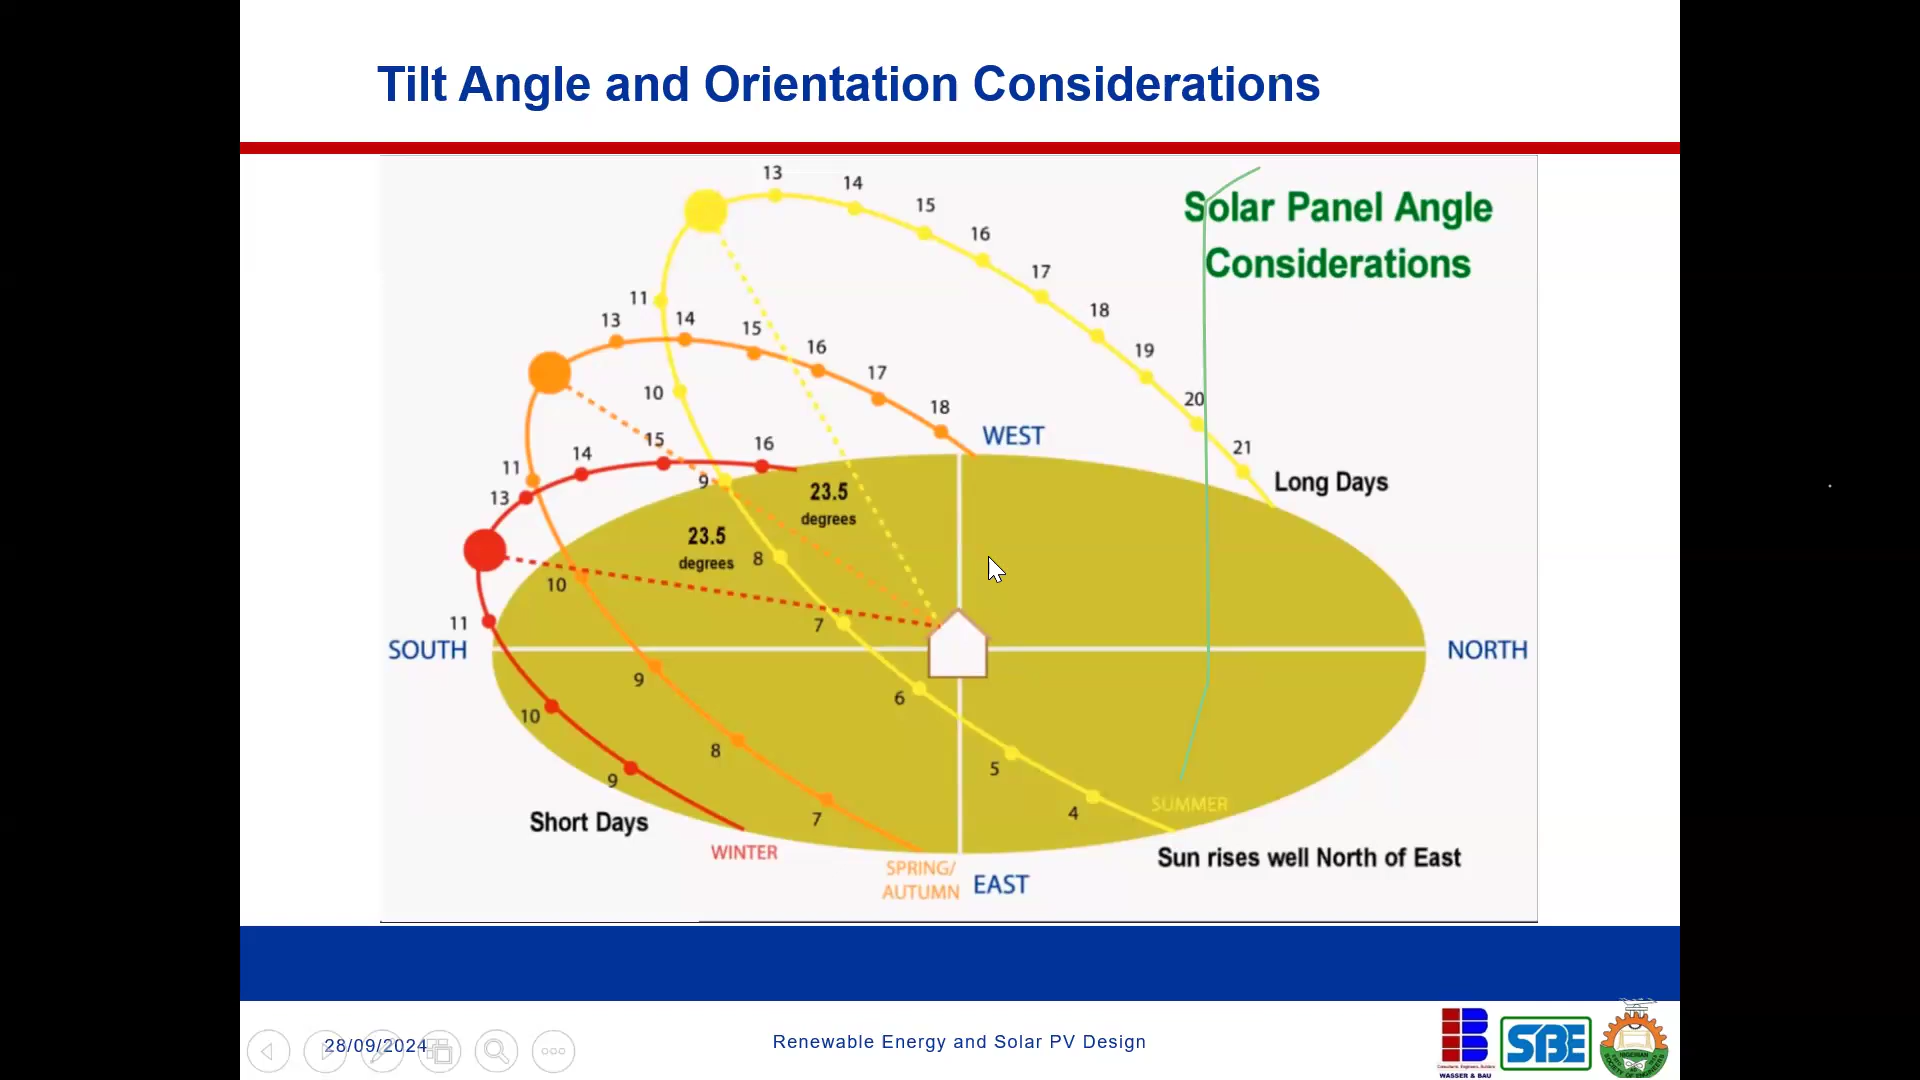 Tilt Angle and Orientation Considerations
13
14
15
16
17
18
19
20
21
Solar Panel Angle
Considerations
11
13
14
15
16
17
18
10
WEST
Long Days
11
13
14
15
16
9
23.5
degrees
23.5
degrees
8
10
7
11
SOUTH
NORTH
9
6
10
8
5
9
7
4
SUMMER
Short Days
WINTER
SPRING/
AUTUMN
EAST
Sun rises well North of East
28/09/2024
Renewable Energy and Solar PV Design
SBE
WASSER & BAU
NIGERIAN